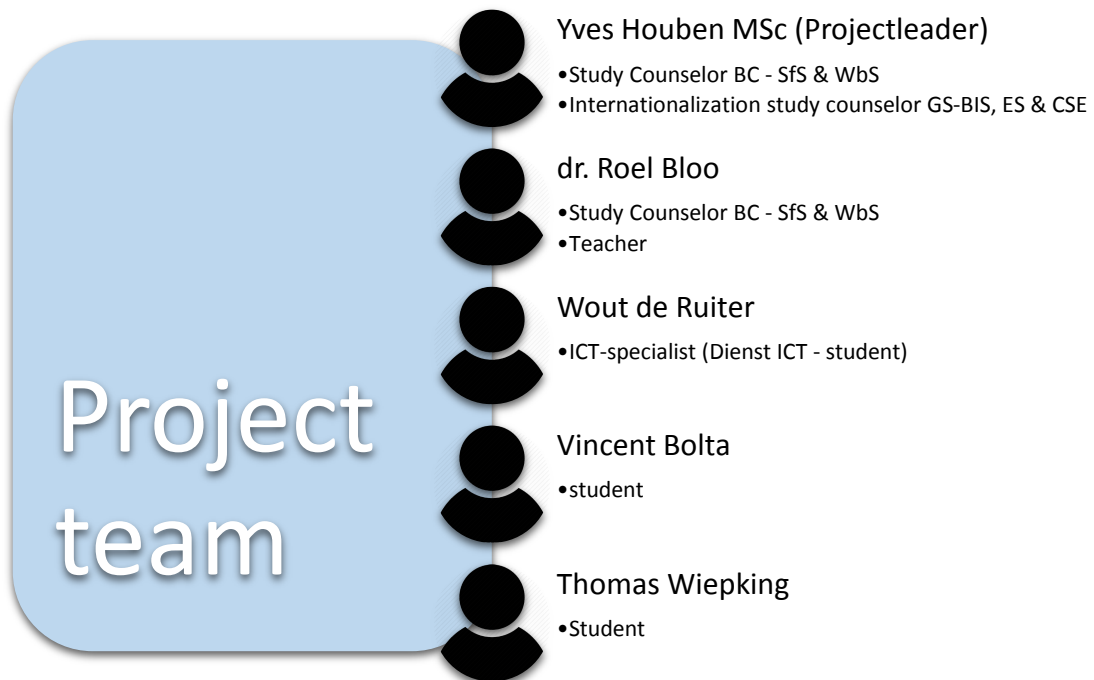 Project
team
Yves Houben MSc (Projectleader)
•Study Counselor BC - SfS & WbS
•Internationalization study counselor GS-BIS, ES & CSE
dr. Roel Bloo
•Study Counselor BC - SfS & WbS
•Teacher
Wout de Ruiter
•ICT-specialist (Dienst ICT - student)
Vincent Bolta
•student
Thomas Wiepking
•Student